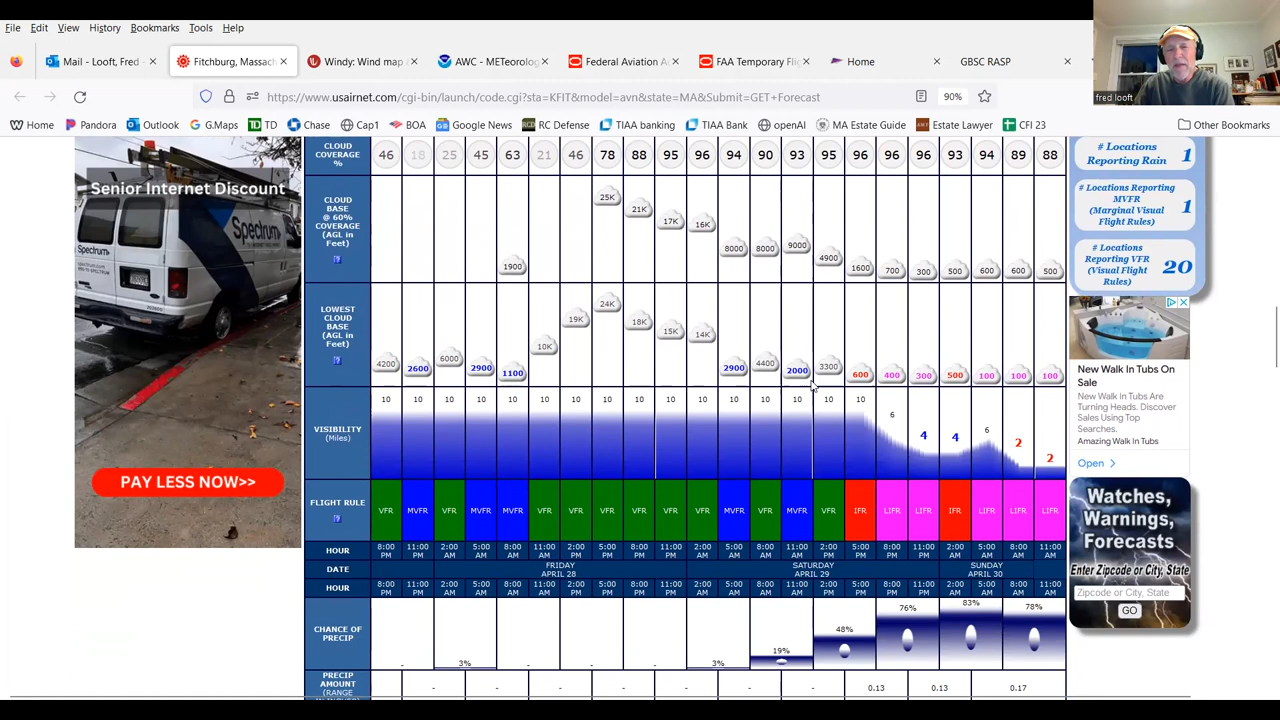 File Edit View History Bookmarks Tools Help
Mail - Looft, Fred - Fitchburg, Massach Windy: Wind map AWC - METeorolog Federal Aviation A FAA Temporary Flig Home GBSC RASP
https://www.usairnet.com/cgi-bin/launch/code.cgi?sta=KFIT&model=avn&state=MA&Submit=GET+Forecast 90%
fred looft
Home Pandora Outlook G.Maps TD Chase Cap1 BOA Google News RC Defense TIAA banking TIAA Bank openAI MA Estate Guide Estate Lawyer CFI 23 Other Bookmarks
CLOUD
COVERAGE
%
46 18 25 45 63 21 46 78 88 95 96 94 90 93 95 96 96 96 93 94 89 88
CLOUD
BASE
@ 60%
COVERAGE
(AGL in
Feet)
1900 25K 21K 17K 16K 8000 8000 9000 4900 1600 700 300 500 600 600 500
LOWEST
CLOUD
BASE
(AGL in
Feet)
4200 2600 6000 2900 1100 10K 19K 24K 18K 15K 14K 2900 4400 2000 3300 600 400 300 500 100 100 100
VISIBILITY
(Miles)
10 10 10 10 10 10 10 10 10 10 10 10 10 10 10 10 6 4 4 6 2 2
FLIGHT RULE
VFR MVFR VFR MVFR MVFR VFR VFR VFR VFR VFR VFR MVFR VFR MVFR VFR IFR LIFR LIFR IFR LIFR LIFR LIFR
HOUR
8:00 11:00 2:00 5:00 8:00 11:00 2:00 5:00 8:00 11:00 2:00 5:00 8:00 11:00 2:00 5:00 8:00 11:00 2:00 5:00 8:00 11:00
PM PM AM AM AM AM PM PM PM PM AM AM AM AM PM PM PM PM AM AM AM AM
DATE
FRIDAY
APRIL 28
SATURDAY
APRIL 29
SUNDAY
APRIL 30
HOUR
8:00 11:00 2:00 5:00 8:00 11:00 2:00 5:00 8:00 11:00 2:00 5:00 8:00 11:00 2:00 5:00 8:00 11:00 2:00 5:00 8:00 11:00
PM PM AM AM AM AM PM PM PM PM AM AM AM AM PM PM PM PM AM AM AM AM
CHANCE OF
PRECIP
- 3% - - - 3% 19% 48% 76% 83% 78%
PRECIP
AMOUNT
(RANGE
- - - - - - - 0.13 0.13 0.17
Senior Internet Discount
Spectrum
Spectrum
PAY LESS NOW>>
# Locations
Reporting Rain 1
# Locations
Reporting
MVFR
(Marginal Visual
Flight Rules) 1
# Locations
Reporting VFR
(Visual Flight
Rules) 20
New Walk In Tubs On
Sale
New Walk In Tubs Are
Turning Heads. Discover
Sales Using Top
Searches.
Amazing Walk In Tubs
Open >
Watches,
Warnings,
Forecasts
Enter Zipcode or City, State
Zipcode or City, State
GO